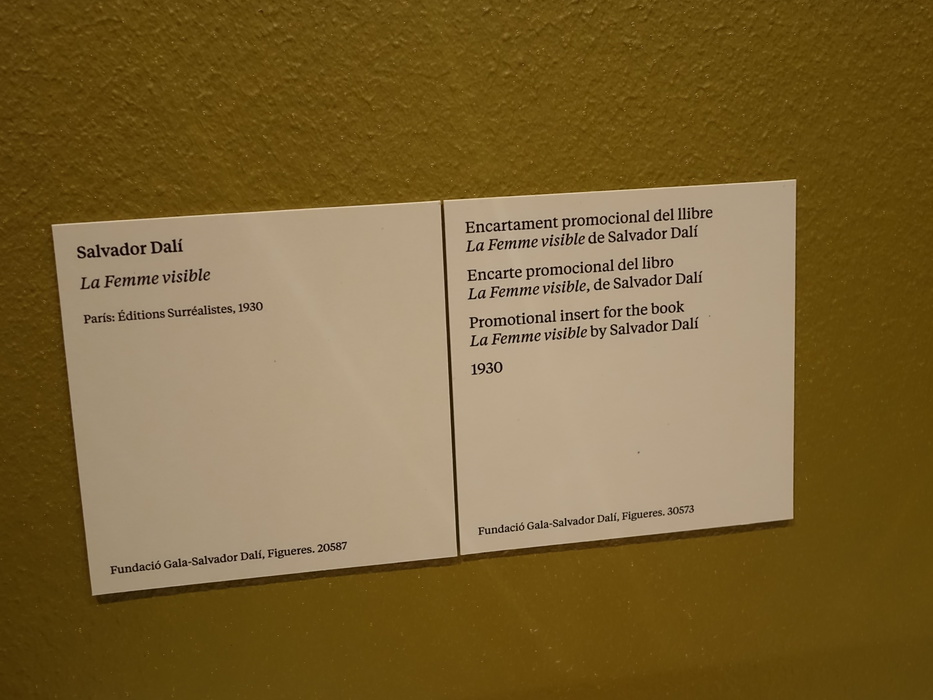 Salvador Dalí
La Femme visible
París: Éditions Surréalistes, 1930
Fundació Gala-Salvador Dalí, Figueres. 20587
Encartament promocional del llibre
La Femme visible de Salvador Dalí
Encarte promocional del libro
La Femme visible, de Salvador Dalí
Promotional insert for the book
La Femme visible by Salvador Dalí
1930
Fundació Gala-Salvador Dalí, Figueres. 30573